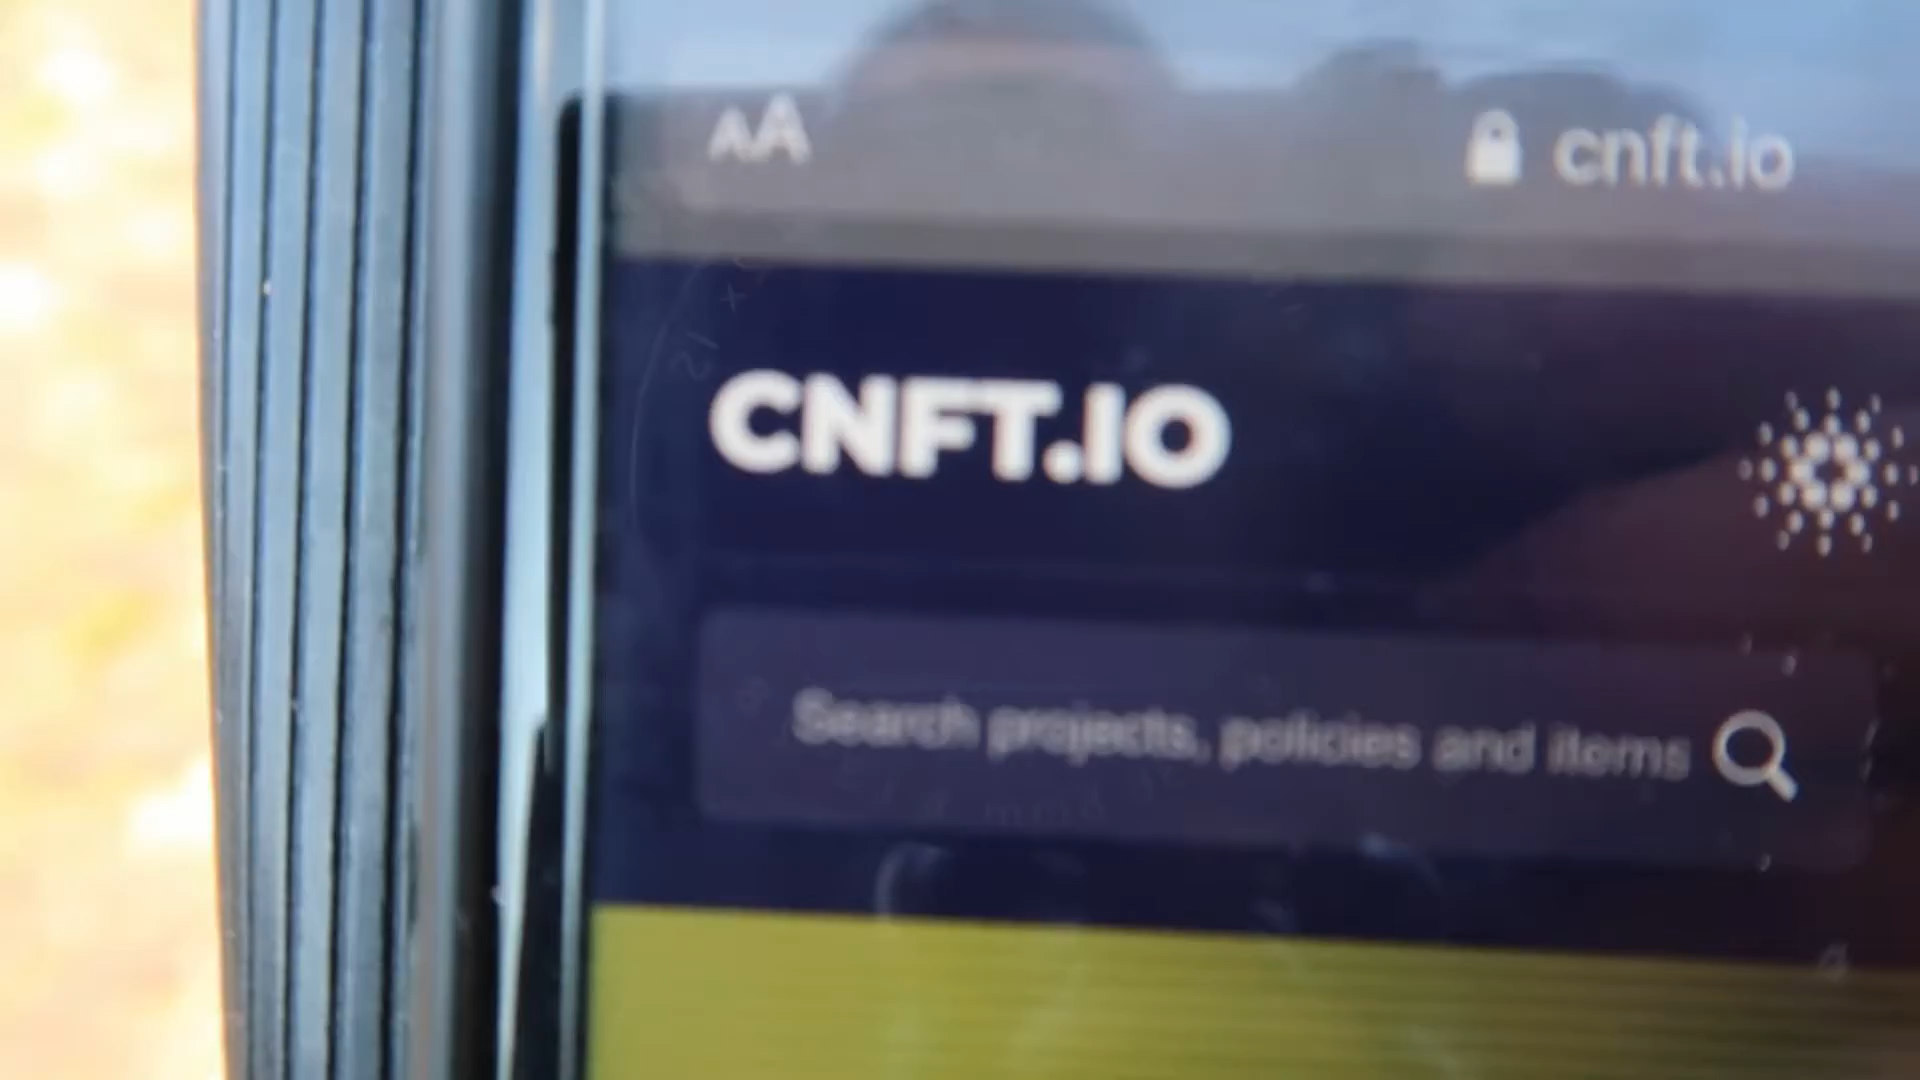 AA
cnft.io
CNFT.IO
Search projects, policies and items